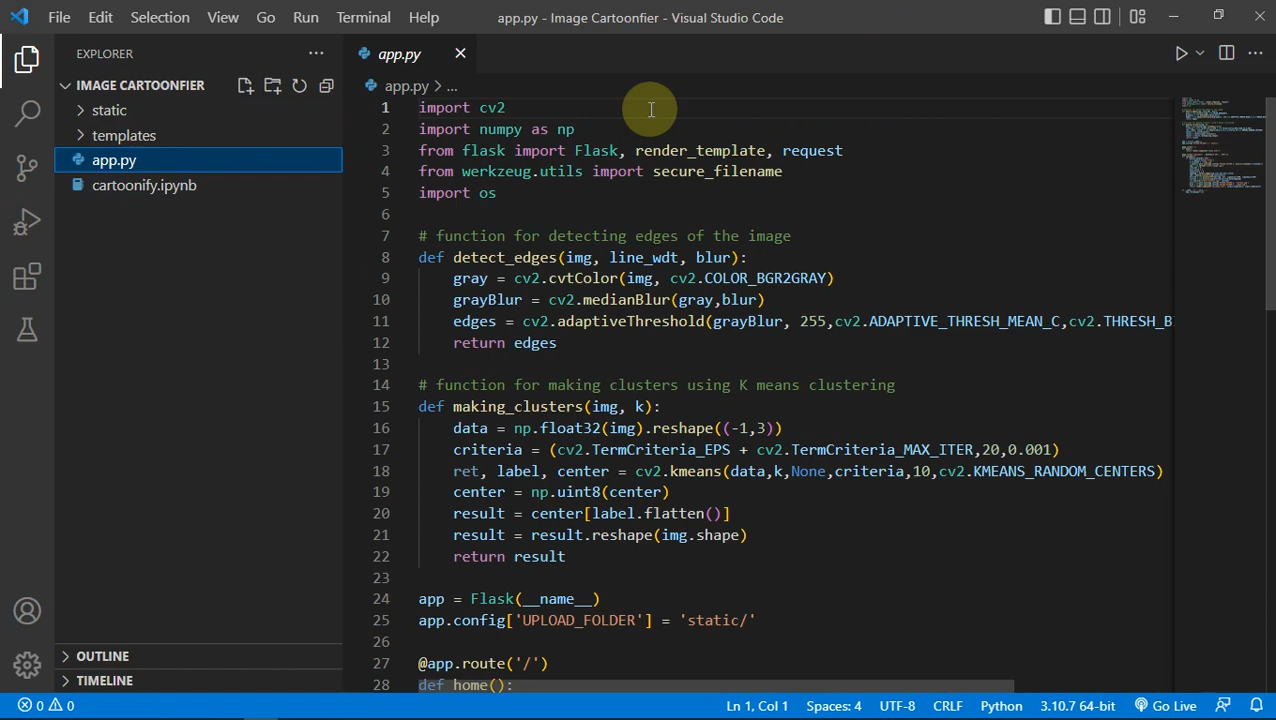 File Edit Selection View Go Run Terminal Help app.py - Image Cartoonfier - Visual Studio Code
EXPLORER
IMAGE CARTOONFIER
static
templates
app.py
cartoonify.ipynb
OUTLINE
TIMELINE
app.py
app.py > ...
1 import cv2
2 import numpy as np
3 from flask import Flask, render_template, request
4 from werkzeug.utils import secure_filename
5 import os
6
7 # function for detecting edges of the image
8 def detect_edges(img, line_wdt, blur):
9 gray = cv2.cvtColor(img, cv2.COLOR_BGR2GRAY)
10 grayBlur = cv2.medianBlur(gray,blur)
11 edges = cv2.adaptiveThreshold(grayBlur, 255,cv2.ADAPTIVE_THRESH_MEAN_C,cv2.THRESH_B
12 return edges
13
14 # function for making clusters using K means clustering
15 def making_clusters(img, k):
16 data = np.float32(img).reshape((-1,3))
17 criteria = (cv2.TermCriteria_EPS + cv2.TermCriteria_MAX_ITER,20,0.001)
18 ret, label, center = cv2.kmeans(data,k,None,criteria,10,cv2.KMEANS_RANDOM_CENTERS)
19 center = np.uint8(center)
20 result = center[label.flatten()]
21 result = result.reshape(img.shape)
22 return result
23
24 app = Flask(__name__)
25 app.config['UPLOAD_FOLDER'] = 'static/'
26
27 @app.route('/')
28 def home():
0 0 Ln 1, Col 1 Spaces: 4 UTF-8 CRLF Python 3.10.7 64-bit Go Live